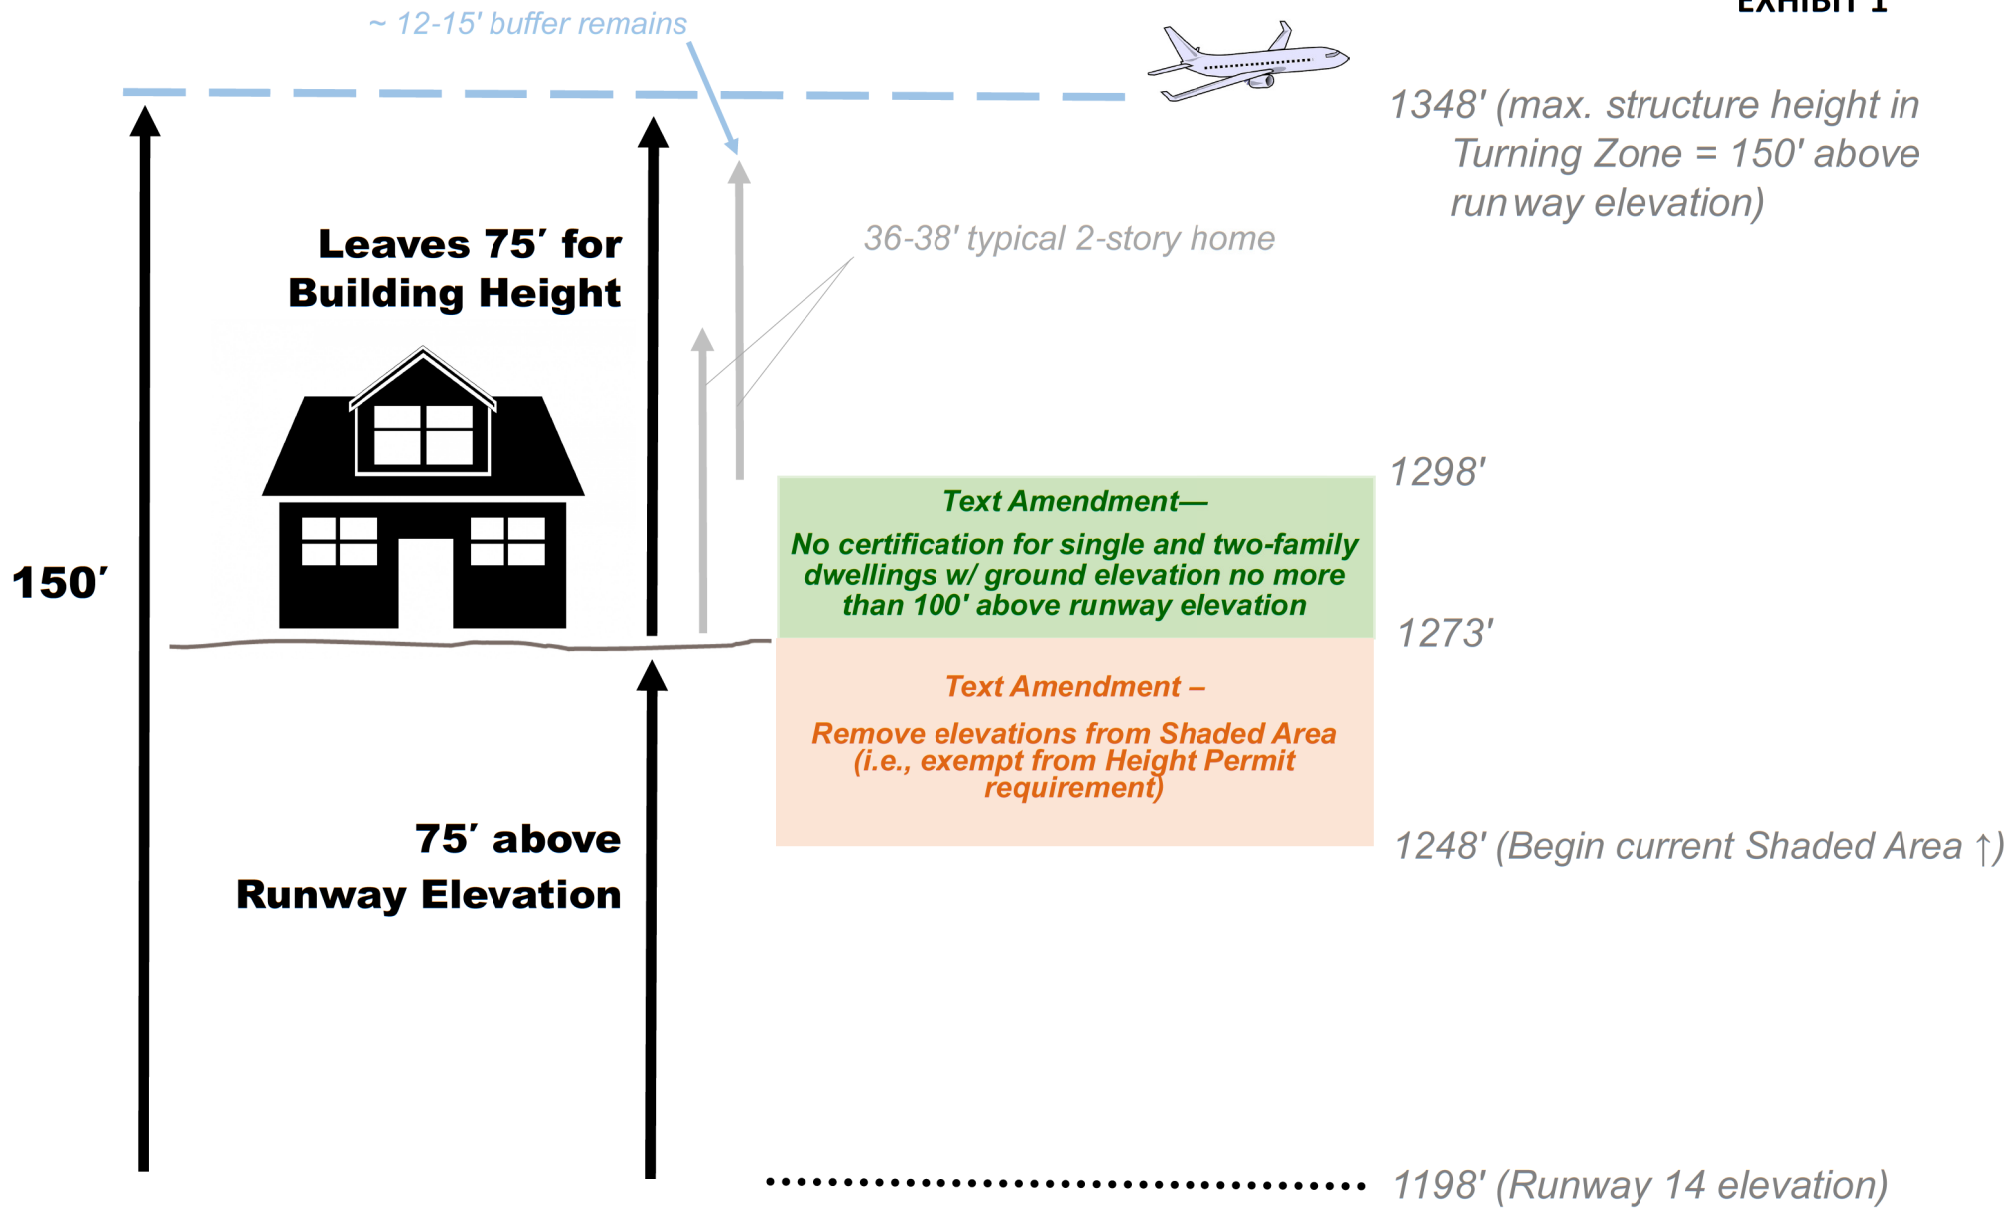 EXHIBIT 1
~ 12-15' buffer remains
1348' (max. structure height in
Turning Zone = 150' above
runway elevation)
Leaves 75′ for
Building Height
36-38' typical 2-story home
1298'
Text Amendment—
No certification for single and two-family
dwellings w/ ground elevation no more
than 100' above runway elevation
150′
1273'
Text Amendment –
Remove elevations from Shaded Area
(i.e., exempt from Height Permit
requirement)
75′ above
Runway Elevation
1248' (Begin current Shaded Area ↑)
1198' (Runway 14 elevation)